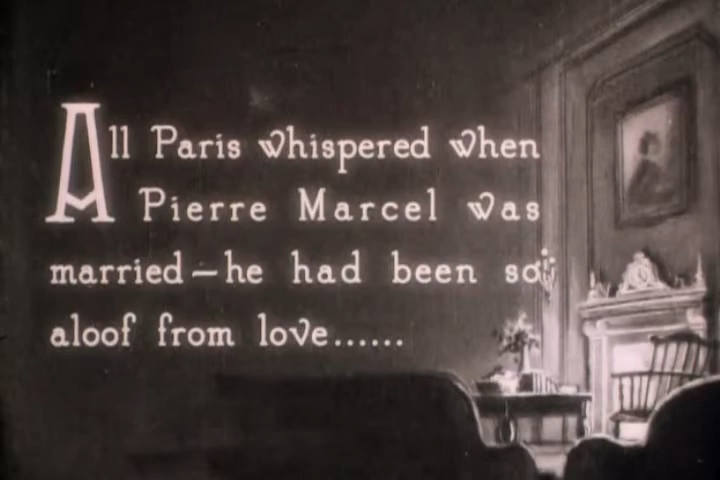 All Paris whispered when
Pierre Marcel was
married—he had been so
aloof from love......